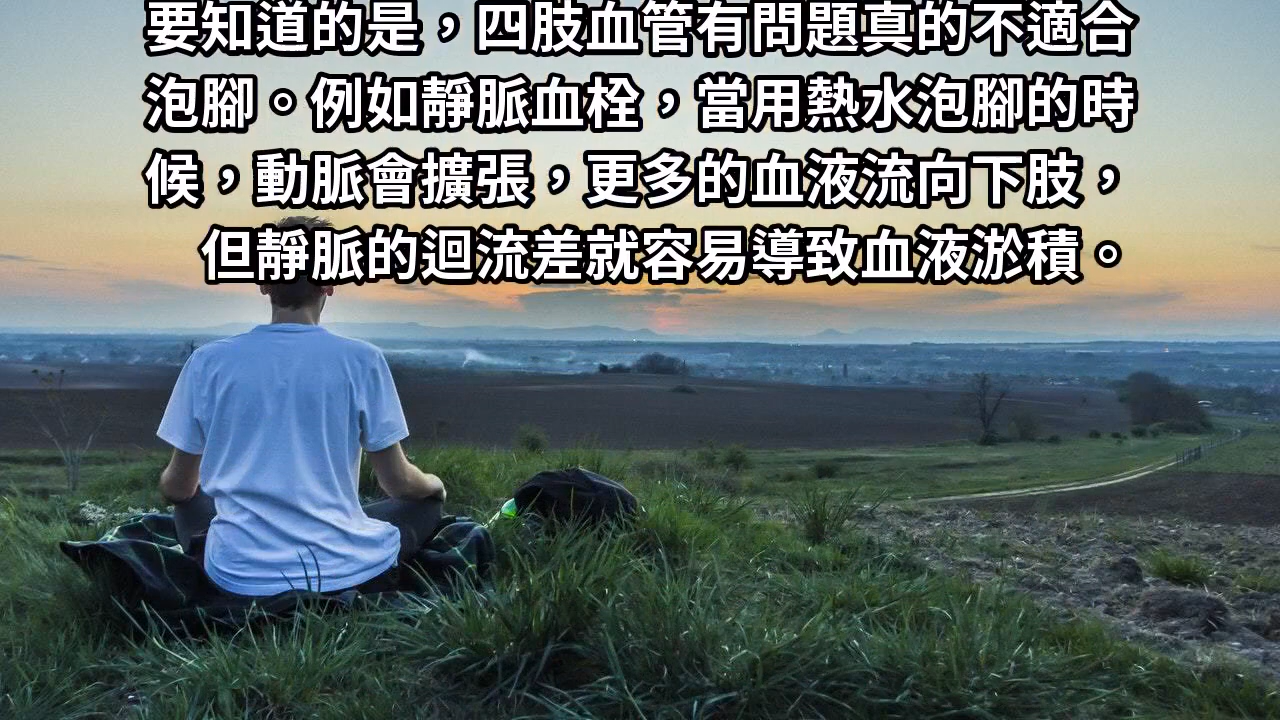 要知道的是，四肢血管有問題真的不適合
泡腳。例如靜脈血栓，當用熱水泡腳的時
候，動脈會擴張，更多的血液流向下肢，
但靜脈的迴流差就容易導致血液淤積。